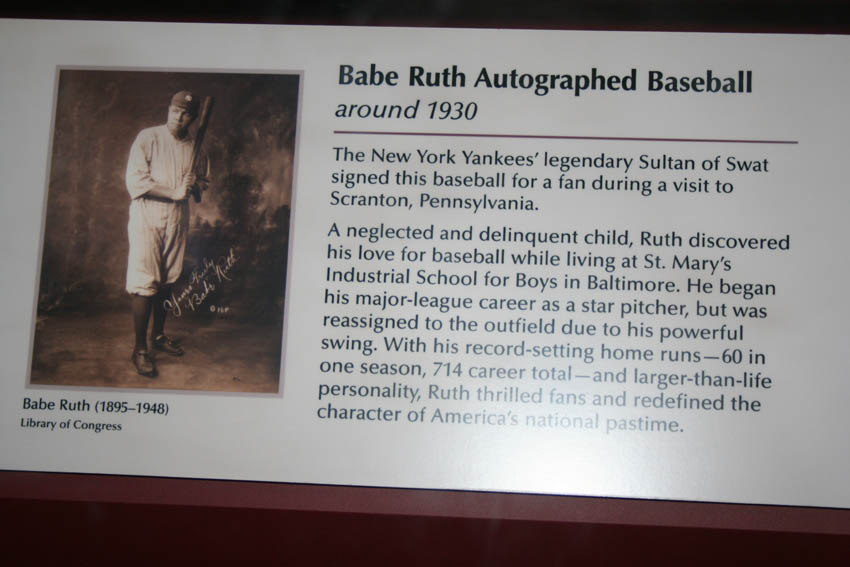 Babe Ruth Autographed Baseball
around 1930
The New York Yankees' legendary Sultan of Swat
signed this baseball for a fan during a visit to
Scranton, Pennsylvania.
A neglected and delinquent child, Ruth discovered
his love for baseball while living at St. Mary's
Industrial School for Boys in Baltimore. He began
his major-league career as a star pitcher, but was
reassigned to the outfield due to his powerful
swing. With his record-setting home runs—60 in
one season, 714 career total—and larger-than-life
personality, Ruth thrilled fans and redefined the
character of America's national pastime.
Yours Truly
Babe Ruth
Babe Ruth (1895–1948)
Library of Congress